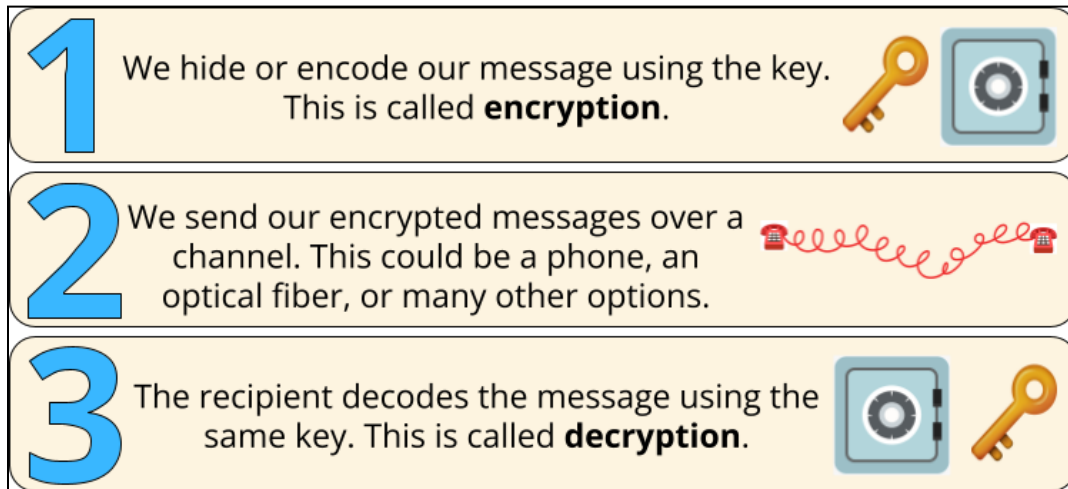 1
We hide or encode our message using the key.
This is called encryption.
2
We send our encrypted messages over a
channel. This could be a phone, an
optical fiber, or many other options.
3
The recipient decodes the message using the
same key. This is called decryption.